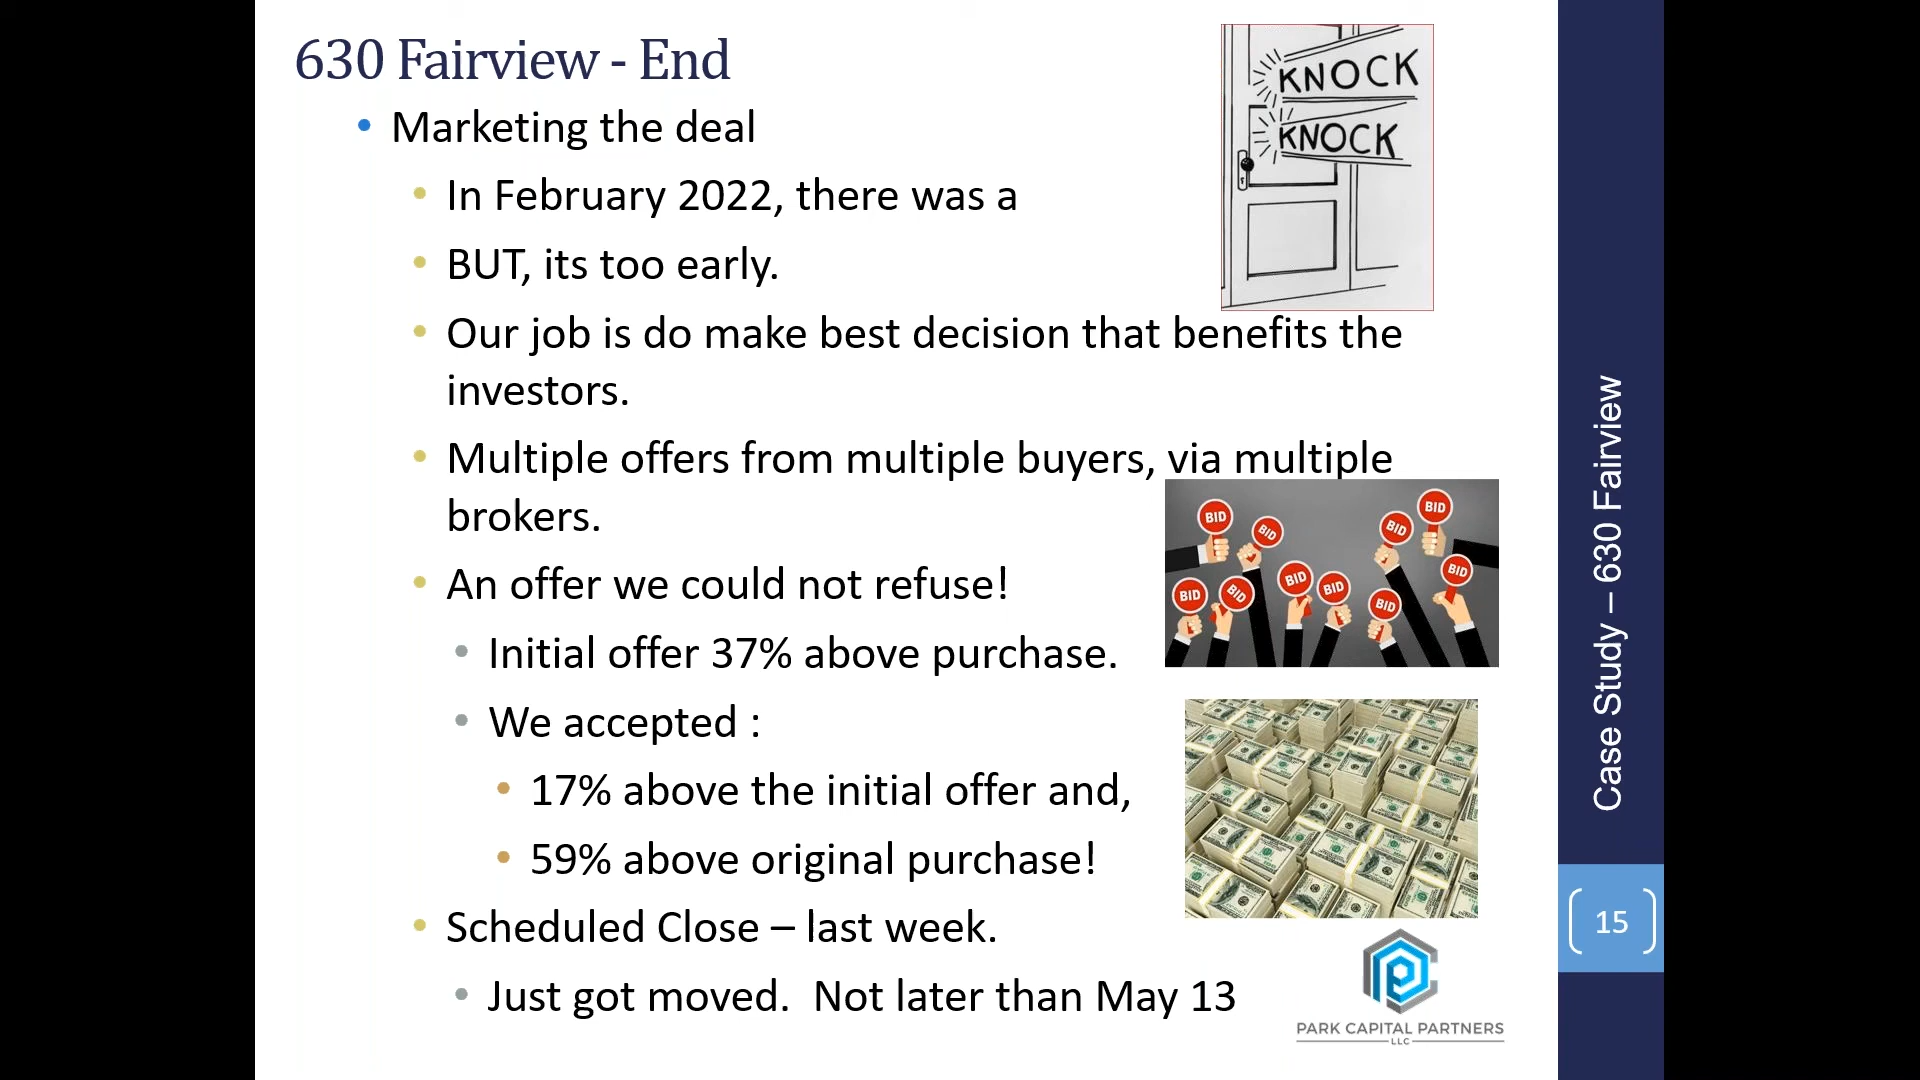 630 Fairview - End
KNOCK
KNOCK
Marketing the deal
In February 2022, there was a
BUT, its too early.
Our job is do make best decision that benefits the
investors.
Multiple offers from multiple buyers, via multiple
brokers.
BID
BID
BID
BID
BID
BID
BID
BID
BID
BID
An offer we could not refuse!
Initial offer 37% above purchase.
We accepted :
17% above the initial offer and,
59% above original purchase!
Scheduled Close – last week.
Just got moved.  Not later than May 13
PARK CAPITAL PARTNERS
LLC
Case Study – 630 Fairview
15